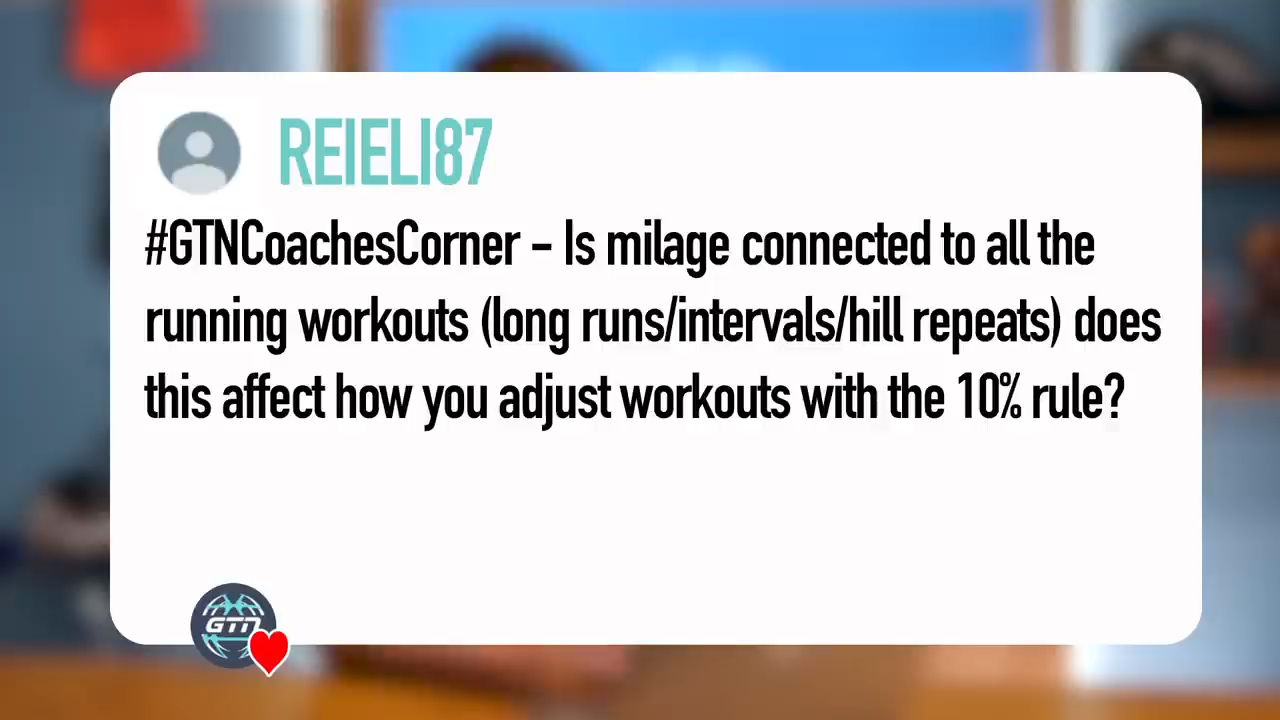 REIELI87
#GTNCoachesCorner - Is milage connected to all the
running workouts (long runs/intervals/hill repeats) does
this affect how you adjust workouts with the 10% rule?
GTN